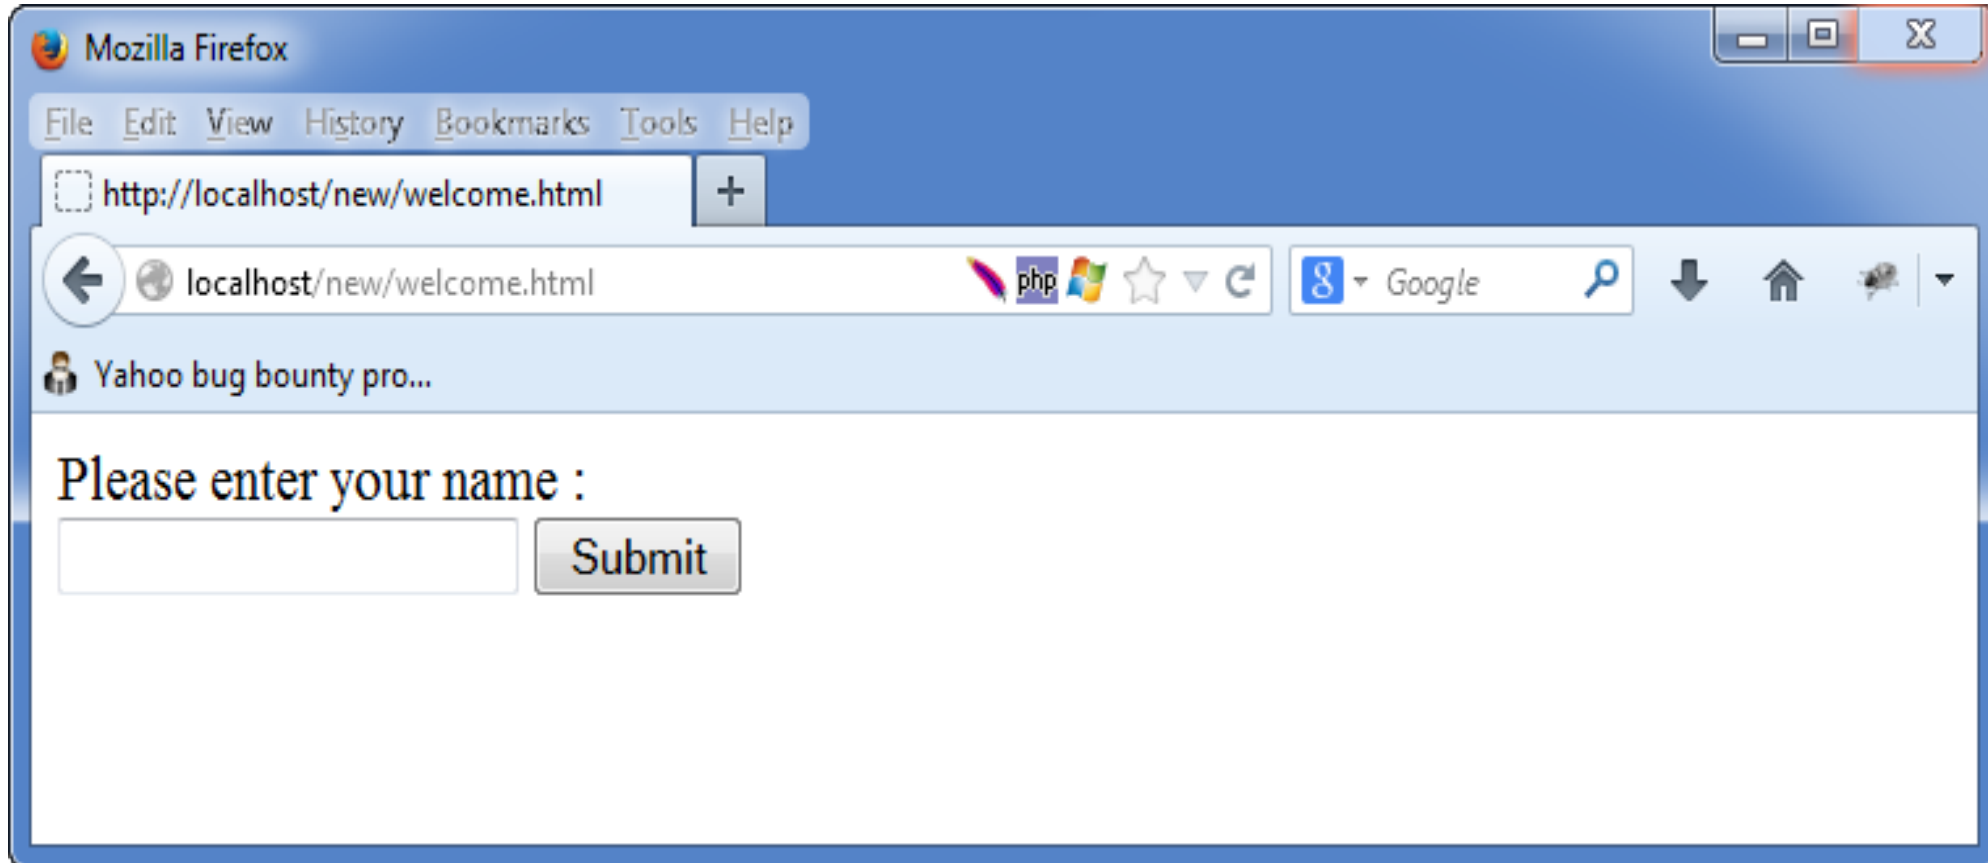 Mozilla Firefox
File Edit View History Bookmarks Tools Help
http://localhost/new/welcome.html
localhost/new/welcome.html php 8 Google
Yahoo bug bounty pro...
Please enter your name :
Submit